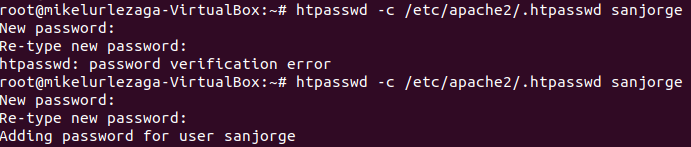 root@mikelurlezaga-VirtualBox:~# htpasswd -c /etc/apache2/.htpasswd sanjorge
New password:
Re-type new password:
htpasswd: password verification error
root@mikelurlezaga-VirtualBox:~# htpasswd -c /etc/apache2/.htpasswd sanjorge
New password:
Re-type new password:
Adding password for user sanjorge